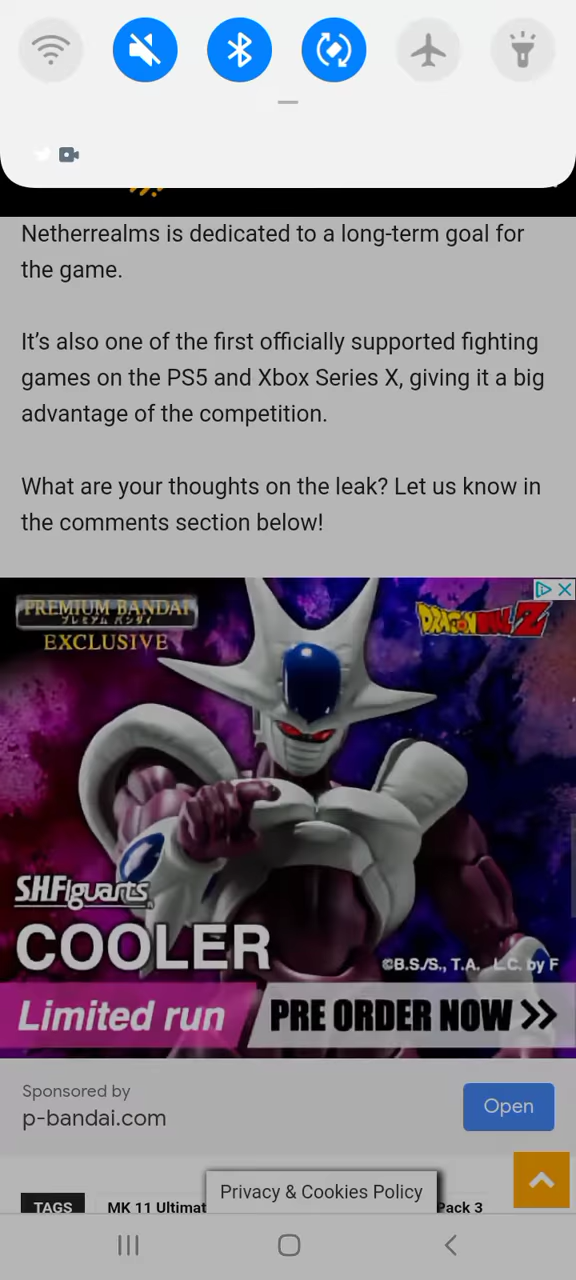 Netherrealms is dedicated to a long-term goal for
the game.
It's also one of the first officially supported fighting
games on the PS5 and Xbox Series X, giving it a big
advantage of the competition.
What are your thoughts on the leak? Let us know in
the comments section below!
PREMIUM BANDAI
プレミアム バンダイ
EXCLUSIVE
DRAGON BALL Z
S.H.Figuarts
COOLER
©B.S./S., T.A. L.C. by F
Limited run
PRE ORDER NOW >>
Sponsored by
p-bandai.com
Open
Privacy & Cookies Policy
TAGS
MK 11 Ultimat
Pack 3